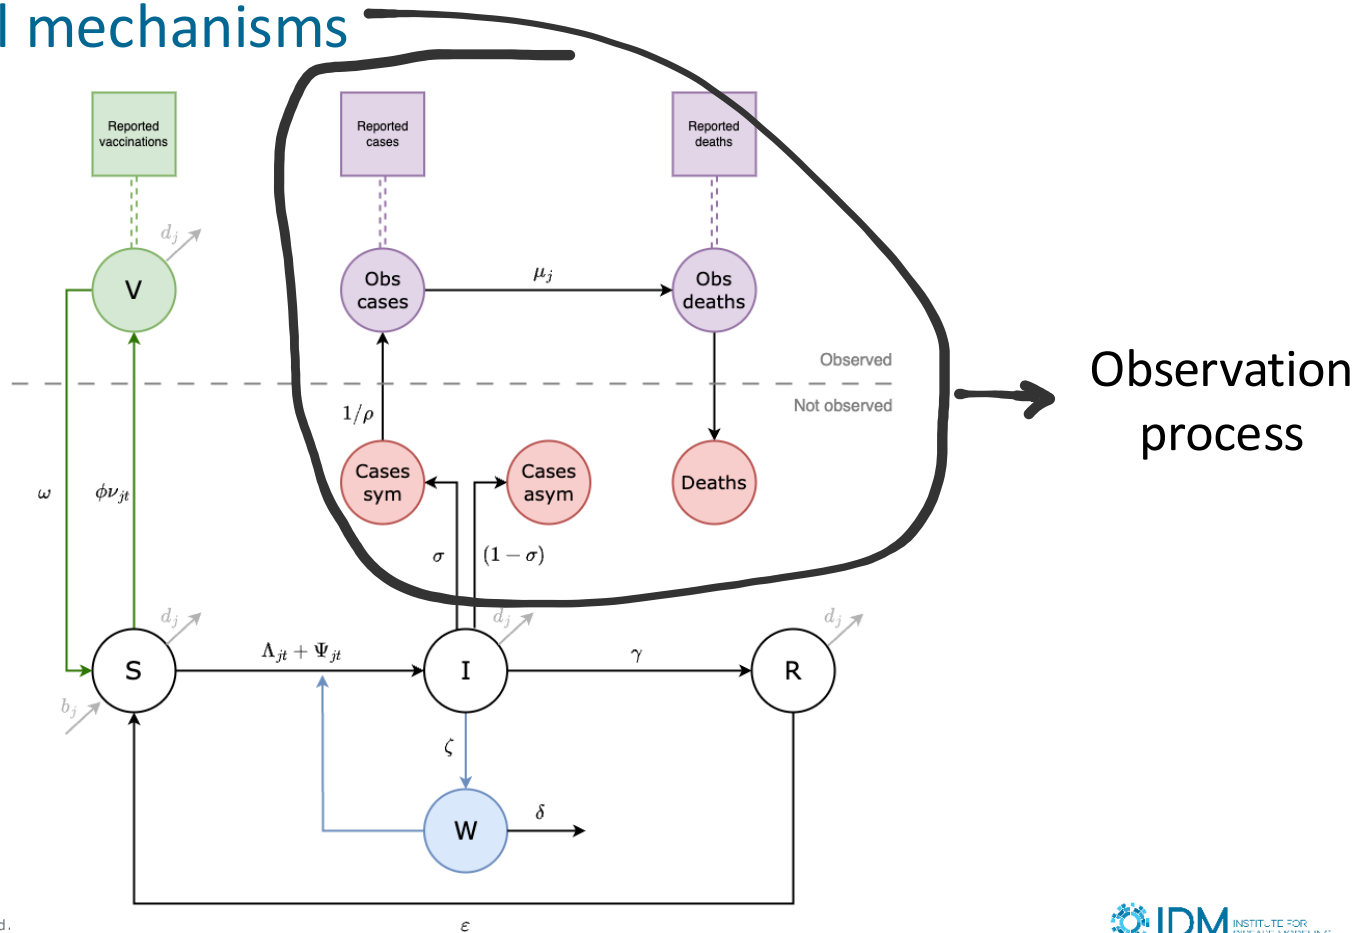 l mechanisms
Reported
vaccinations
Reported
cases
Reported
deaths
d_j
V
Obs
cases
μ_j
Obs
deaths
Observed
Not observed
Observation
process
1/ρ
ω
ϕν_jt
Cases
sym
Cases
asym
Deaths
σ
(1 − σ)
d_j
d_j
d_j
S
Λ_jt + Ψ_jt
I
γ
R
b_j
ζ
W
δ
ε
d.
IDM
INSTITUTE FOR